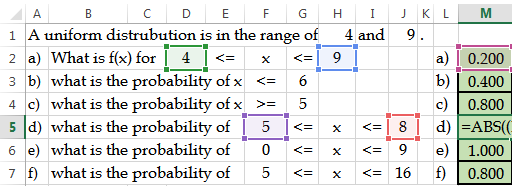 A B C D E F G H I J K L M
1 A uniform distrubution is in the range of 4 and 9 .
2 a) What is f(x) for 4 <= x <= 9 a) 0.200
3 b) what is the probability of x <= 6 b) 0.400
4 c) what is the probability of x >= 5 c) 0.800
5 d) what is the probability of 5 <= x <= 8 d) =ABS((
6 e) what is the probability of 0 <= x <= 9 e) 1.000
7 f) what is the probability of 5 <= x <= 16 f) 0.800